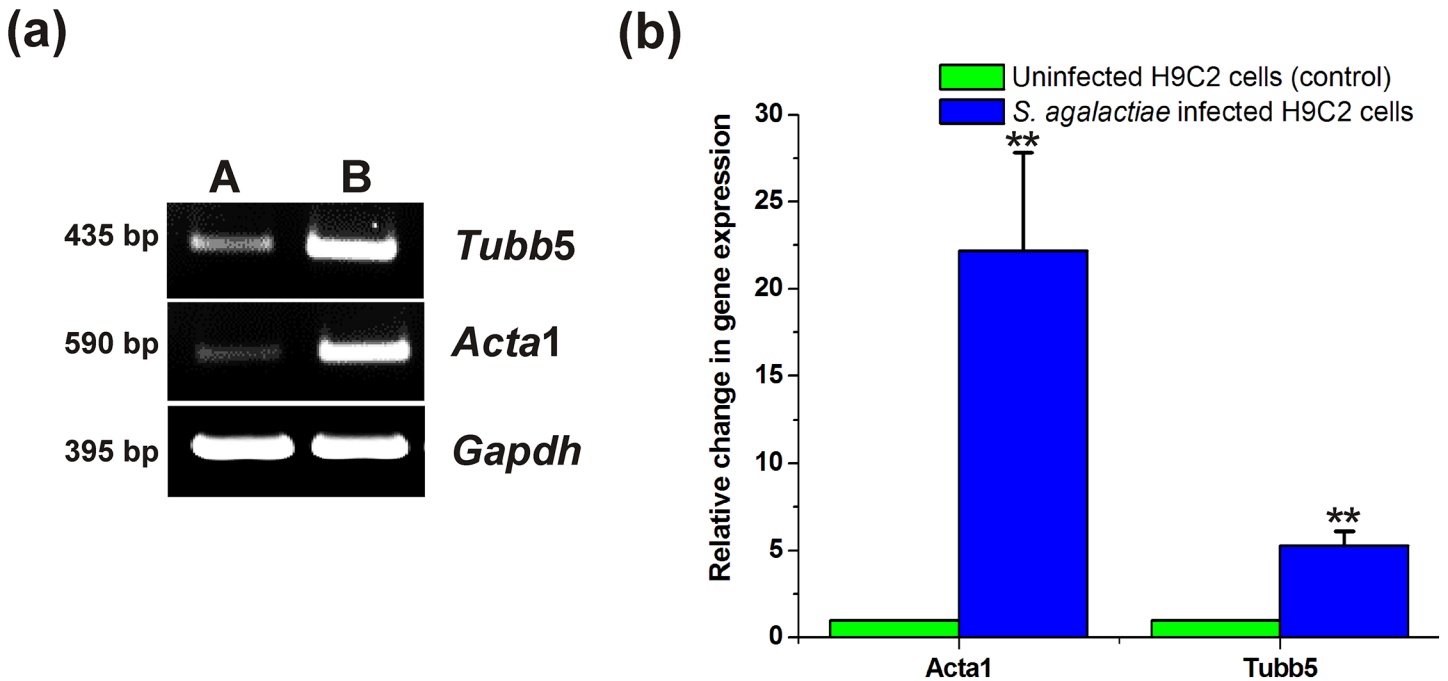 (a)
A B
435 bp Tubb5
590 bp Acta1
395 bp Gapdh
(b)
Uninfected H9C2 cells (control)
S. agalactiae infected H9C2 cells
Relative change in gene expression
30
25
20
15
10
5
0
**
**
Acta1 Tubb5